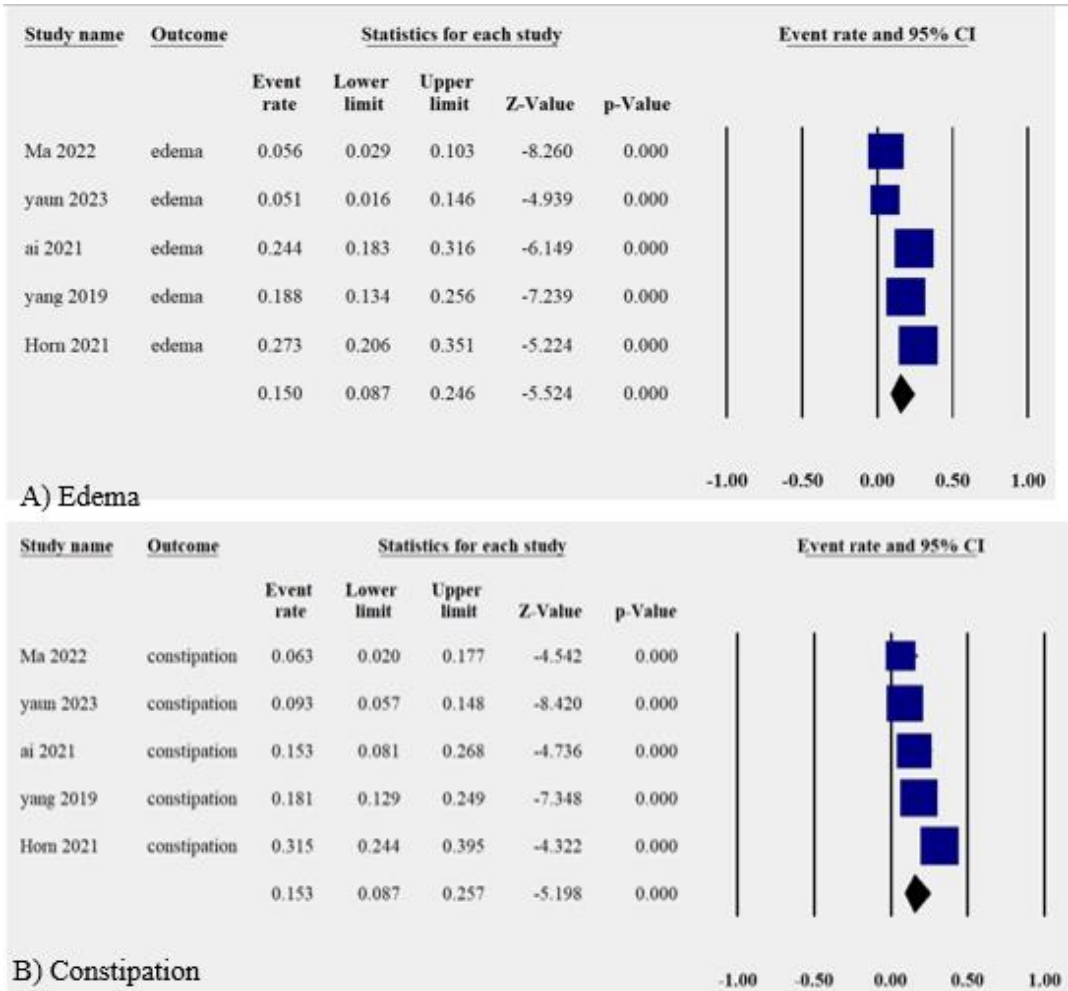 Study name Outcome Statistics for each study Event rate and 95% CI
Event rate Lower limit Upper limit Z-Value p-Value
Ma 2022 edema 0.056 0.029 0.103 -8.260 0.000
yaun 2023 edema 0.051 0.016 0.146 -4.939 0.000
ai 2021 edema 0.244 0.183 0.316 -6.149 0.000
yang 2019 edema 0.188 0.134 0.256 -7.239 0.000
Horn 2021 edema 0.273 0.206 0.351 -5.224 0.000
0.150 0.087 0.246 -5.524 0.000
-1.00 -0.50 0.00 0.50 1.00
A) Edema
Study name Outcome Statistics for each study Event rate and 95% CI
Event rate Lower limit Upper limit Z-Value p-Value
Ma 2022 constipation 0.063 0.020 0.177 -4.542 0.000
yaun 2023 constipation 0.093 0.057 0.148 -8.420 0.000
ai 2021 constipation 0.153 0.081 0.268 -4.736 0.000
yang 2019 constipation 0.181 0.129 0.249 -7.348 0.000
Horn 2021 constipation 0.315 0.244 0.395 -4.322 0.000
0.153 0.087 0.257 -5.198 0.000
B) Constipation
-1.00 -0.50 0.00 0.50 1.00